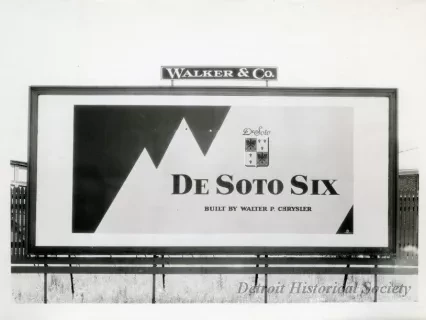 WALKER & CO.
DeSoto
DE SOTO SIX
BUILT BY WALTER P. CHRYSLER
Detroit Historical Society